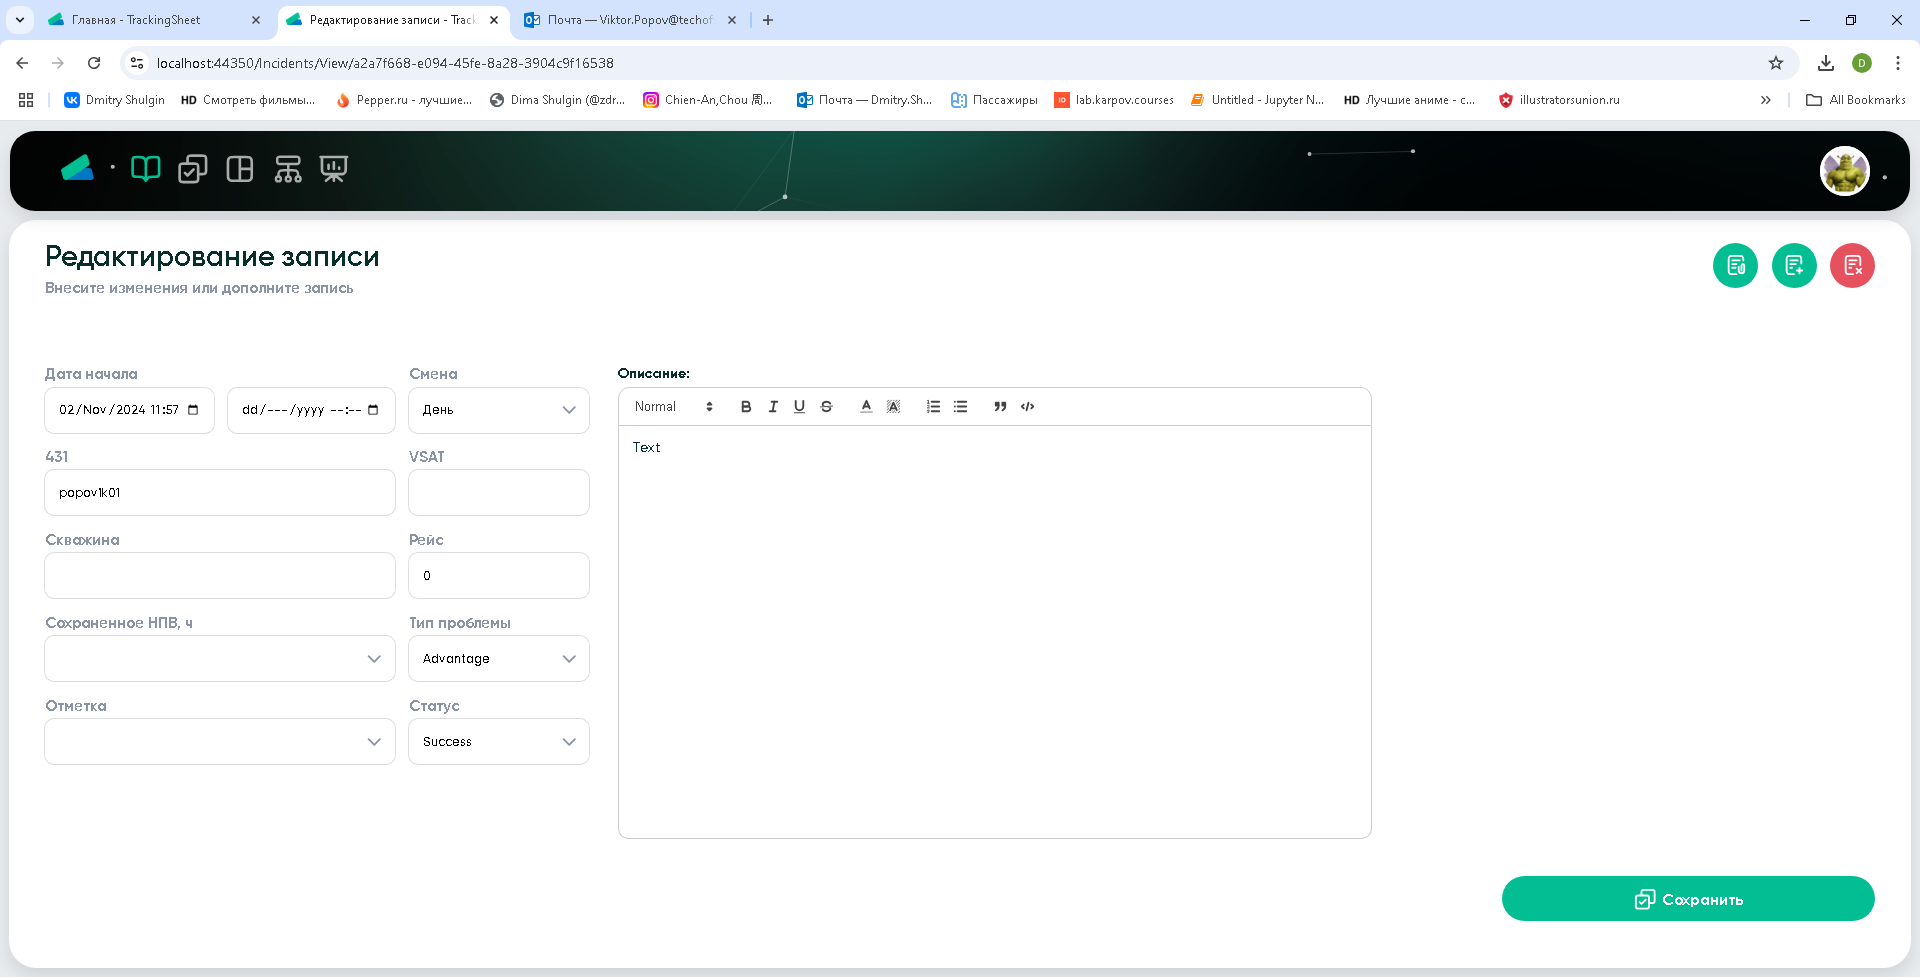 Главная - TrackingSheet
Редактирование записи - Track
Почта — Viktor.Popov@techof
localhost:44350/Incidents/View/a2a7f668-e094-45fe-8a28-3904c9f16538
D
Dmitry Shulgin
HD Смотреть фильмы...
Pepper.ru - лучшие...
Dima Shulgin (@zdr...
Chien-An,Chou 周...
Почта — Dmitry.Sh...
Пассажиры
lab.karpov.courses
Untitled - Jupyter N...
HD Лучшие аниме - с...
illustratorsunion.ru
All Bookmarks
Редактирование записи
Внесите изменения или дополните запись
Дата начала
Смена
Описание:
02/Nov/2024 11:57
dd/---/yyyy --:--
День
Normal
B I U S A A
Text
431
VSAT
popov1k01
Скважина
Рейс
0
Сохраненное НПВ, ч
Тип проблемы
Advantage
Отметка
Статус
Success
Сохранить